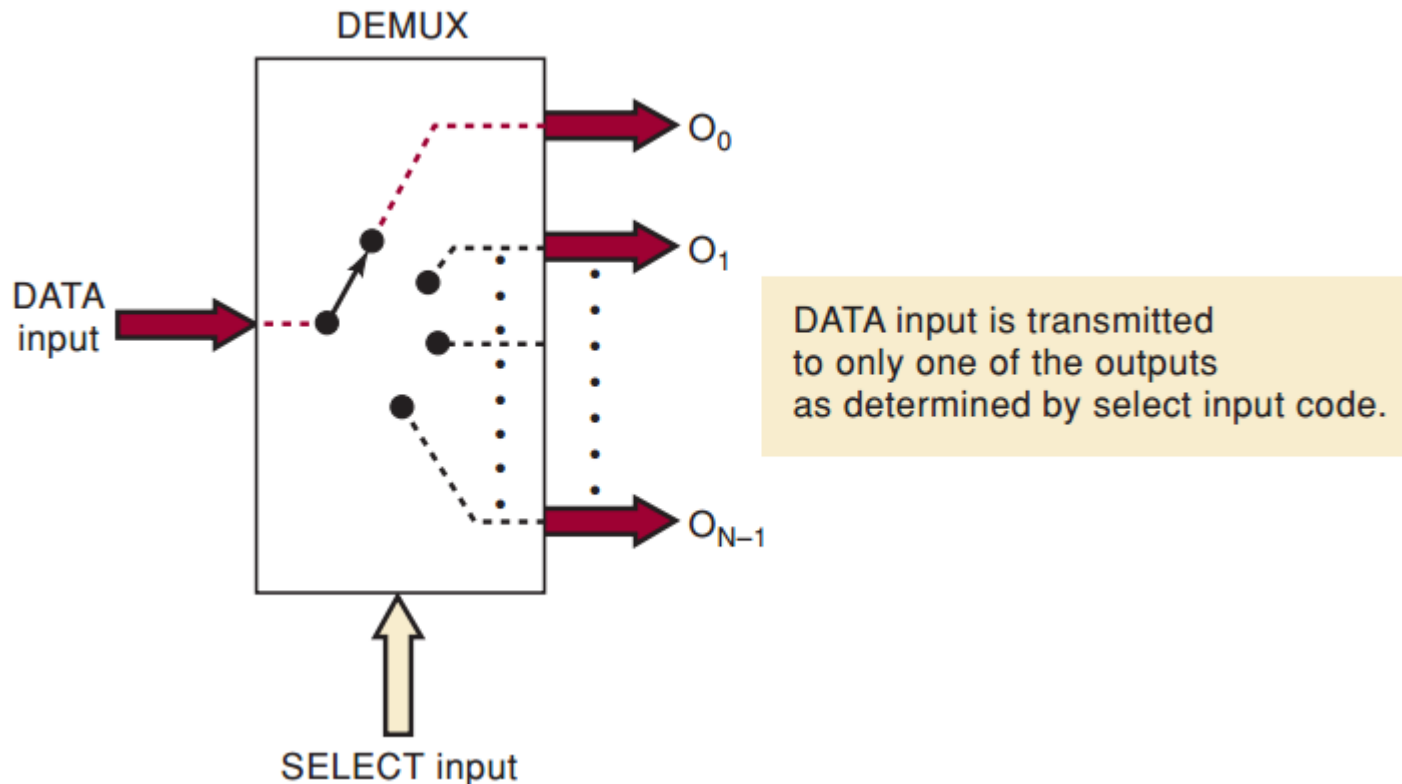 DEMUX
O₀
O₁
DATA
input
DATA input is transmitted
to only one of the outputs
as determined by select input code.
O_N–1
SELECT input